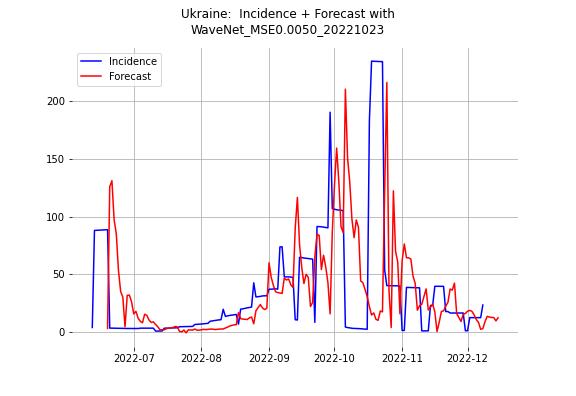 Ukraine:  Incidence + Forecast with
WaveNet_MSE0.0050_20221023
Incidence
Forecast
200
150
100
50
0
2022-07 2022-08 2022-09 2022-10 2022-11 2022-12